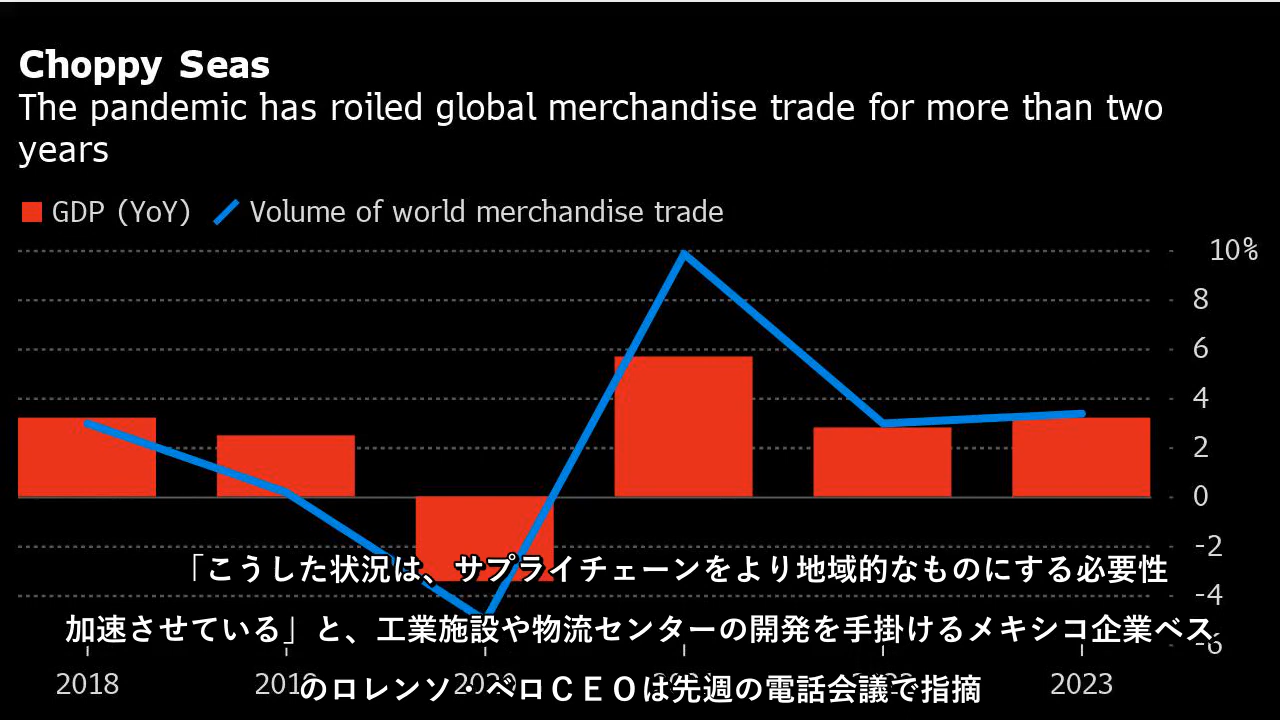 Choppy Seas
The pandemic has roiled global merchandise trade for more than two
years
GDP (YoY) Volume of world merchandise trade
10%
8
6
4
2
0
-2
「こうした状況は、サプライチェーンをより地域的なものにする必要性
-4
加速させている」と、工業施設や物流センターの開発を手掛けるメキシコ企業ベス
-6
2018 2019 2020 2023
のロレンソ・ベロＣＥＯは先週の電話会議で指摘